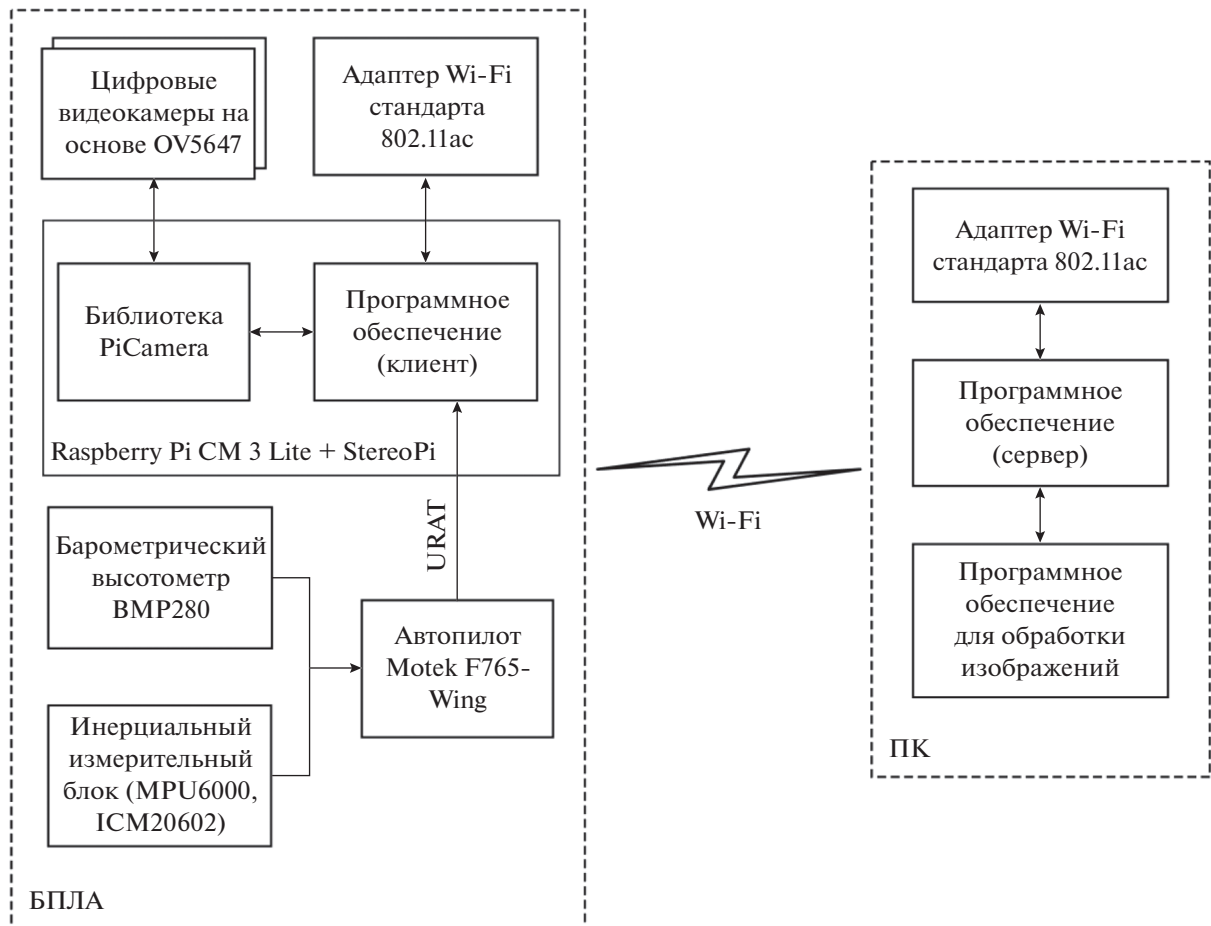 Цифровые
видеокамеры на
основе OV5647
Адаптер Wi-Fi
стандарта
802.11ac
Библиотека
PiCamera
Программное
обеспечение
(клиент)
Raspberry Pi CM 3 Lite + StereoPi
URAT
Барометрический
высотометр
BMP280
Инерциальный
измерительный
блок (MPU6000,
ICM20602)
Автопилот
Motek F765-
Wing
БПЛА
Wi-Fi
Адаптер Wi-Fi
стандарта 802.11ac
Программное
обеспечение
(сервер)
Программное
обеспечение
для обработки
изображений
ПК